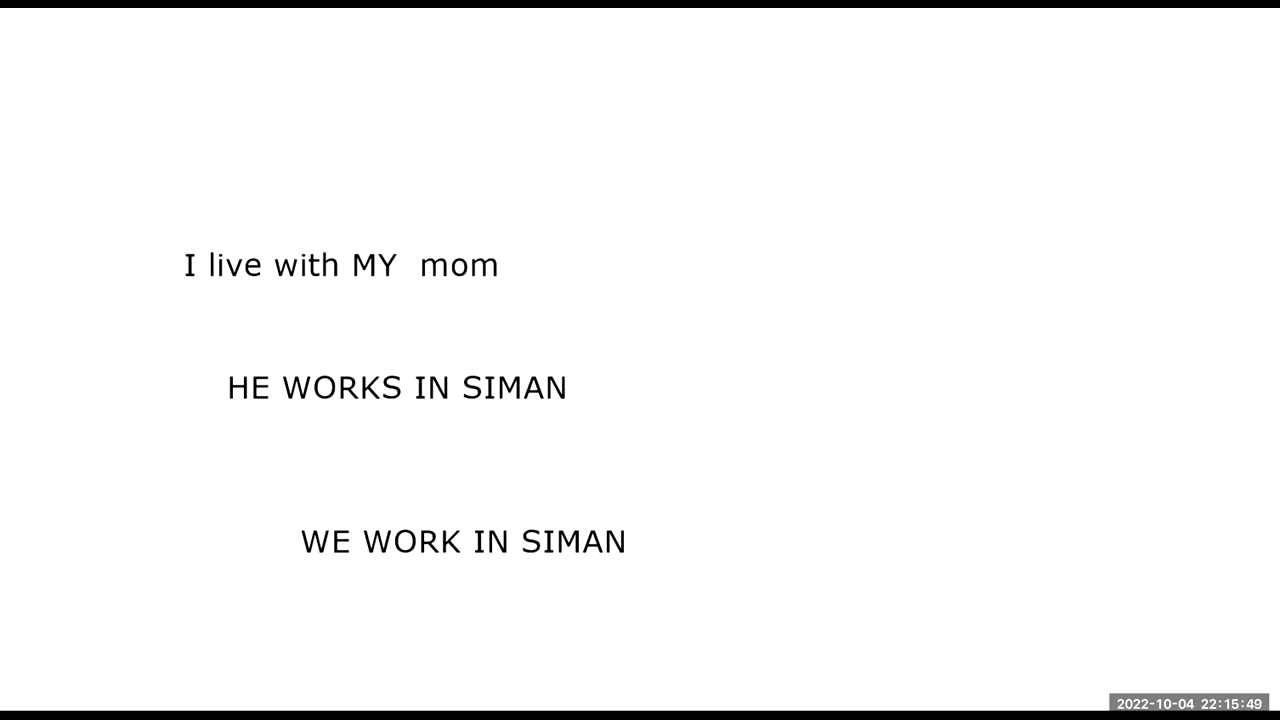 I live with MY  mom
HE WORKS IN SIMAN
WE WORK IN SIMAN
2022-10-04 22:15:49